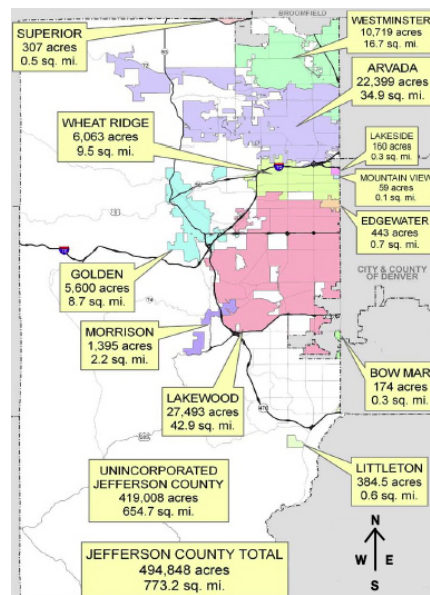 BROOMFIELD
SUPERIOR
307 acres
0.5 sq. mi.
WESTMINSTER
10,719 acres
16.7 sq. mi.
ARVADA
22,399 acres
34.9 sq. mi.
WHEAT RIDGE
6,063 acres
9.5 sq. mi.
LAKESIDE
160 acres
0.3 sq. mi.
MOUNTAIN VIEW
59 acres
0.1 sq. mi.
EDGEWATER
443 acres
0.7 sq. mi.
CITY & COUNTY
OF DENVER
GOLDEN
5,600 acres
8.7 sq. mi.
MORRISON
1,395 acres
2.2 sq. mi.
BOW MAR
174 acres
0.3 sq. mi.
LAKEWOOD
27,493 acres
42.9 sq. mi.
470
LITTLETON
384.5 acres
0.6 sq. mi.
UNINCORPORATED
JEFFERSON COUNTY
419,008 acres
654.7 sq. mi.
JEFFERSON COUNTY TOTAL
494,848 acres
773.2 sq. mi.
N
W E
S